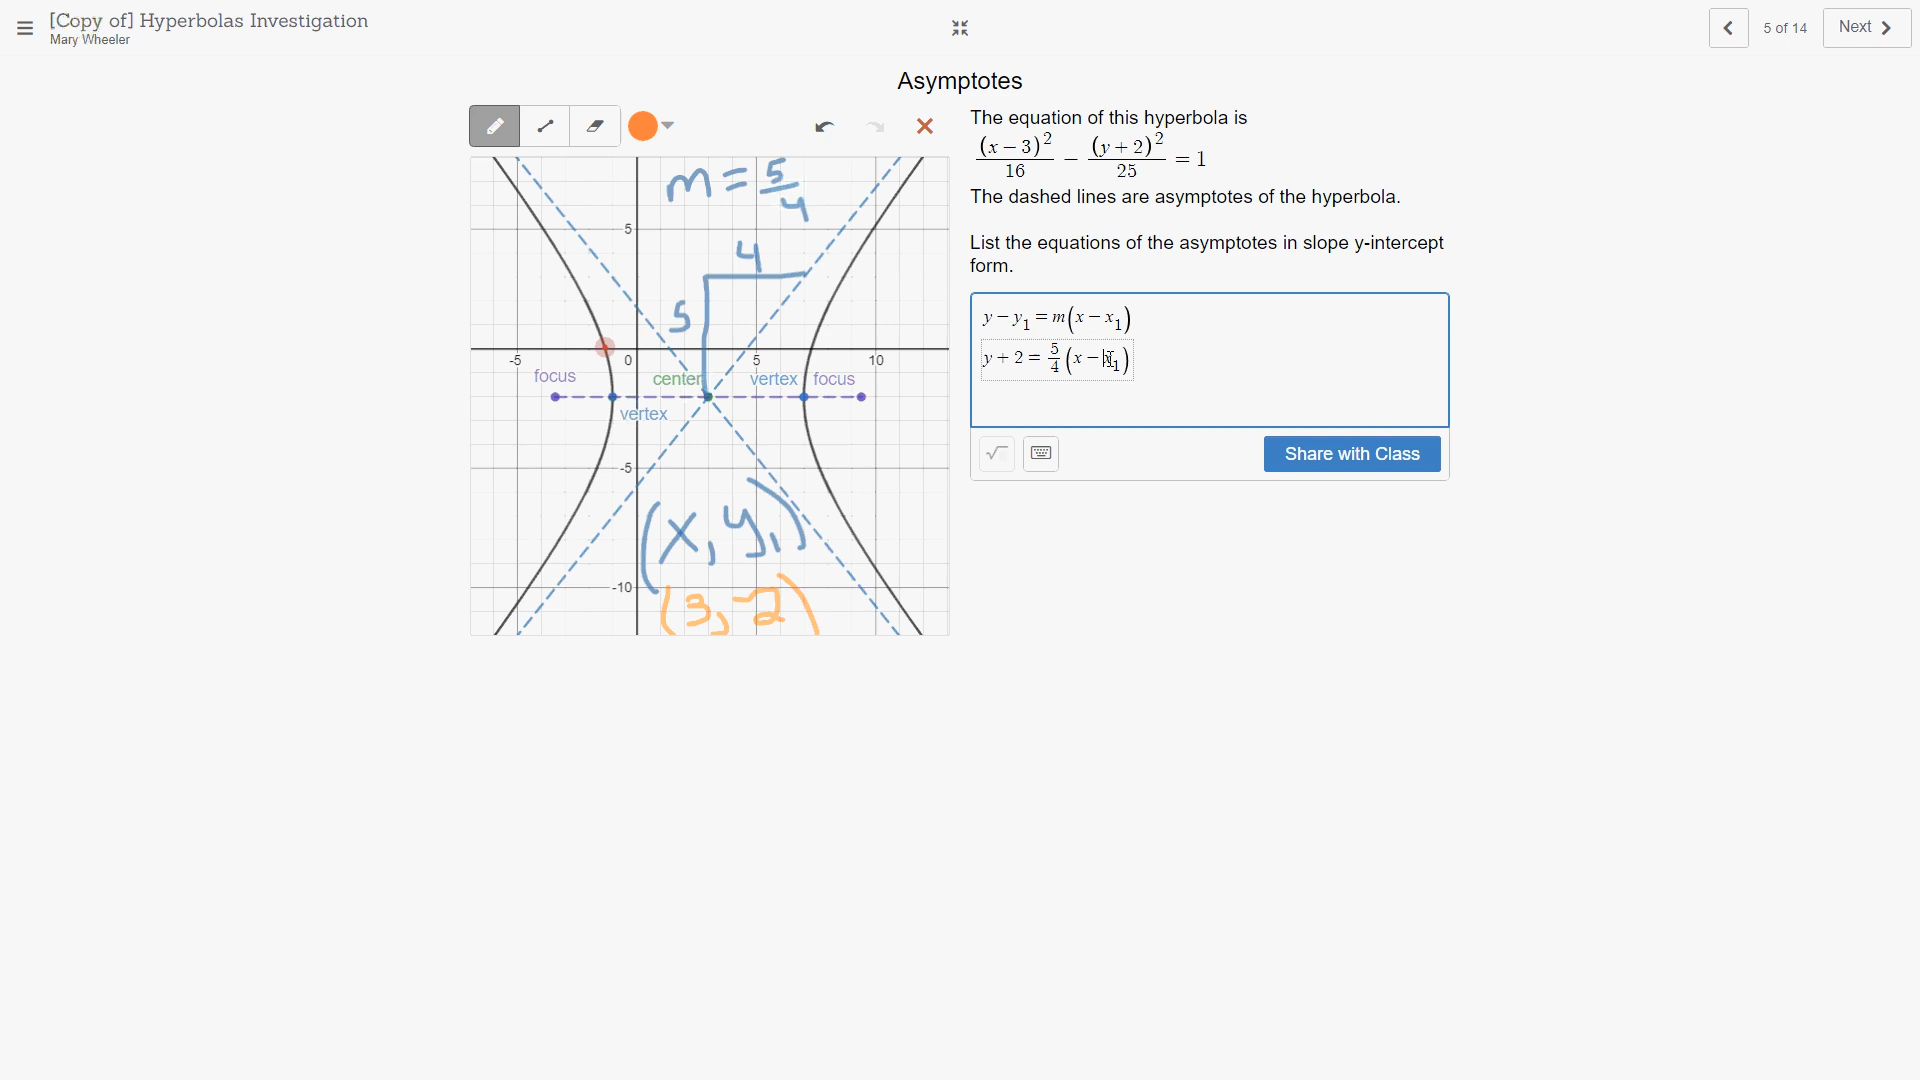 [Copy of] Hyperbolas Investigation
Mary Wheeler
5 of 14
Next
Asymptotes
The equation of this hyperbola is
(x − 3)²/16 − (y + 2)²/25 = 1
The dashed lines are asymptotes of the hyperbola.
List the equations of the asymptotes in slope y-intercept
form.
y − y₁ = m(x − x₁)
y + 2 = 5/4 (x − x₁)
Share with Class
m = 5/4
5
4
5
-5
0
5
10
focus
center
vertex
focus
vertex
-5
(x, y₁)
-10
(3, -2)